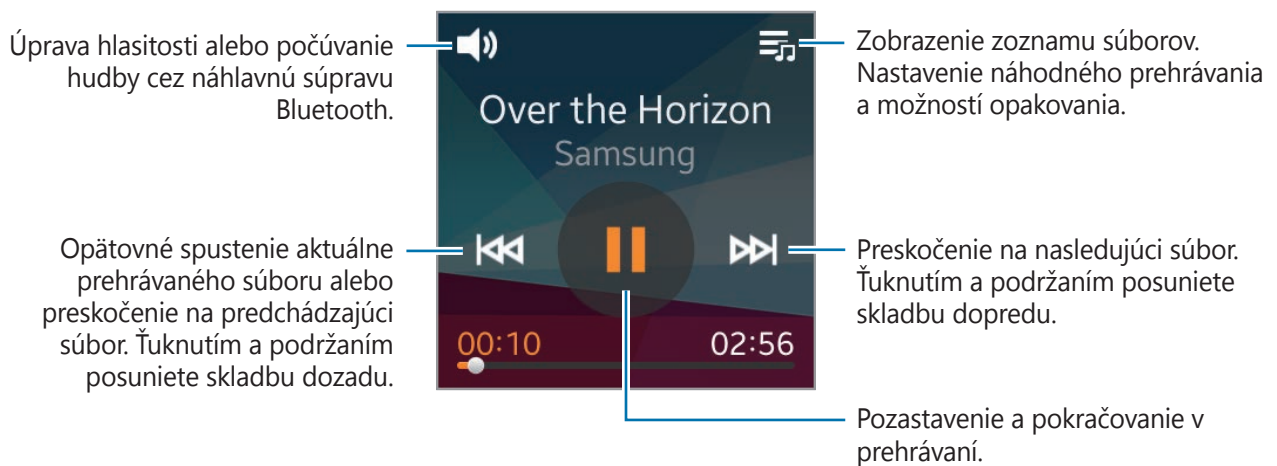 Úprava hlasitosti alebo počúvanie
hudby cez náhlavnú súpravu
Bluetooth.
Zobrazenie zoznamu súborov.
Nastavenie náhodného prehrávania
a možností opakovania.
Over the Horizon
Samsung
Opätovné spustenie aktuálne
prehrávaného súboru alebo
preskočenie na predchádzajúci
súbor. Ťuknutím a podržaním
posuniete skladbu dozadu.
Preskočenie na nasledujúci súbor.
Ťuknutím a podržaním posuniete
skladbu dopredu.
00:10 02:56
Pozastavenie a pokračovanie v
prehrávaní.